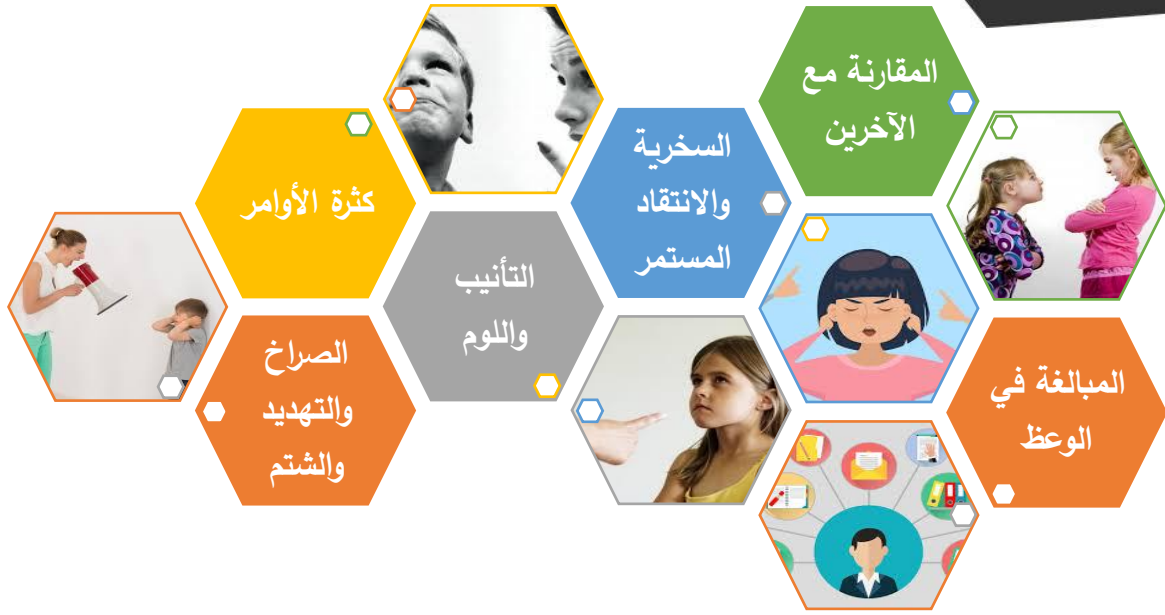 المقارنة مع
الآخرين
السخرية
والانتقاد
المستمر
كثرة الأوامر
التأنيب
واللوم
الصراخ
والتهديد
والشتم
المبالغة في
الوعظ